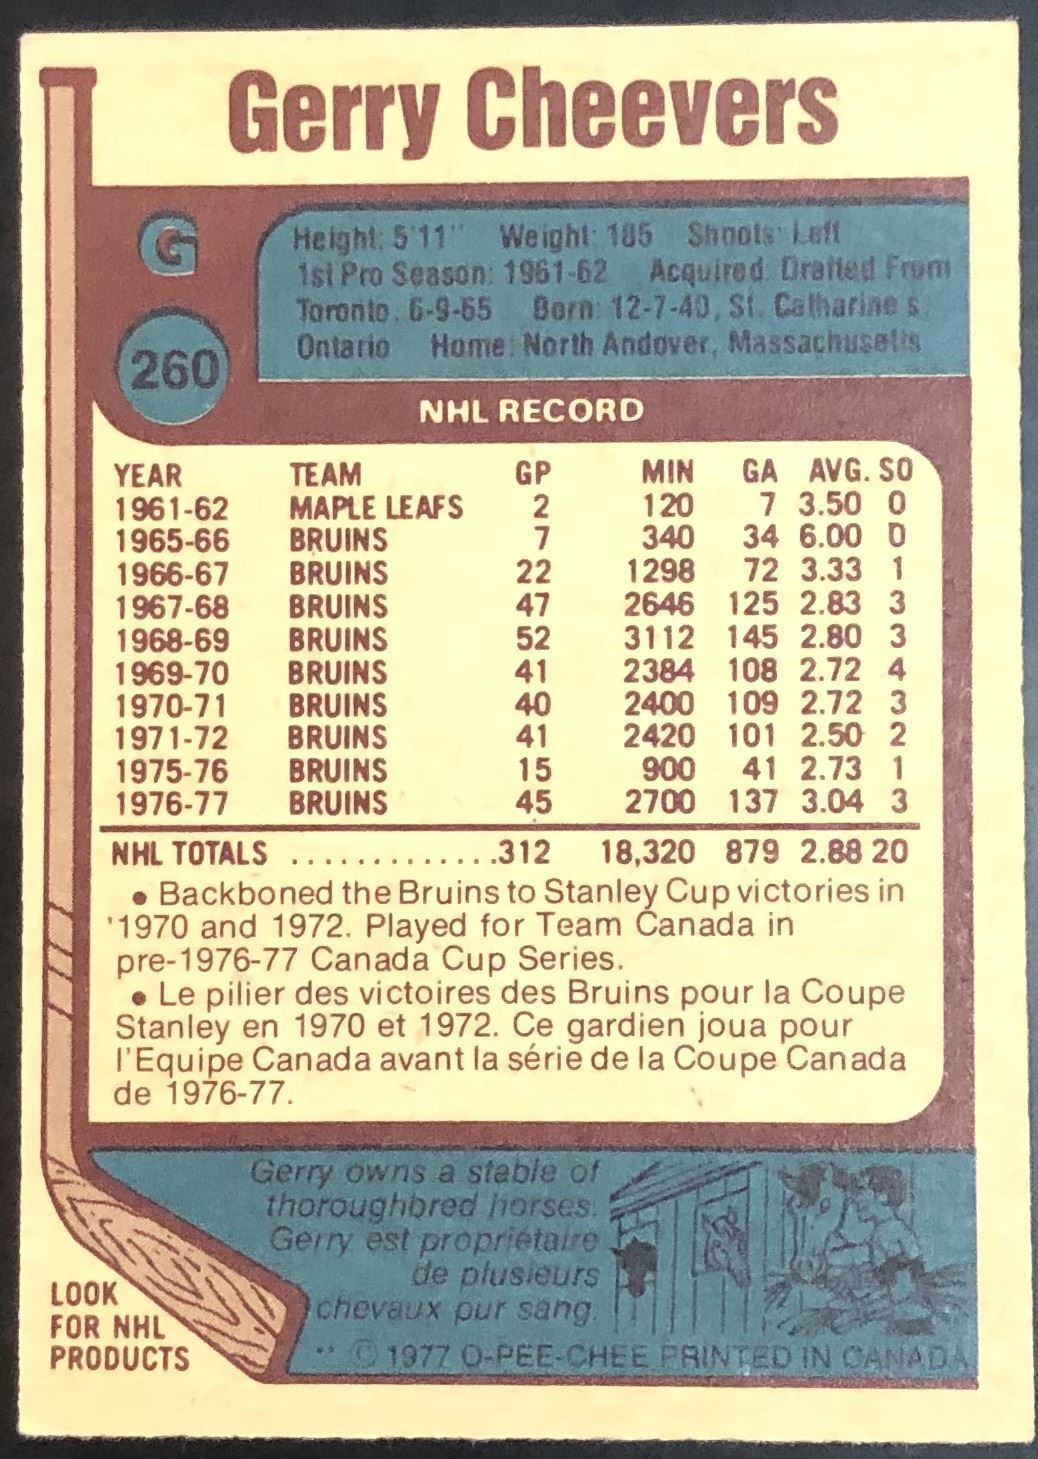 Gerry Cheevers
G
260
Height: 5'11" Weight: 185 Shoots: Left
1st Pro Season: 1961-62 Acquired: Drafted From
Toronto, 6-9-65 Born: 12-7-40, St. Catharine's,
Ontario Home: North Andover, Massachusetts
NHL RECORD
YEAR TEAM GP MIN GA AVG. SO
1961-62 MAPLE LEAFS 2 120 7 3.50 0
1965-66 BRUINS 7 340 34 6.00 0
1966-67 BRUINS 22 1298 72 3.33 1
1967-68 BRUINS 47 2646 125 2.83 3
1968-69 BRUINS 52 3112 145 2.80 3
1969-70 BRUINS 41 2384 108 2.72 4
1970-71 BRUINS 40 2400 109 2.72 3
1971-72 BRUINS 41 2420 101 2.50 2
1975-76 BRUINS 15 900 41 2.73 1
1976-77 BRUINS 45 2700 137 3.04 3
NHL TOTALS ..............312 18,320 879 2.88 20
• Backboned the Bruins to Stanley Cup victories in
'1970 and 1972. Played for Team Canada in
pre-1976-77 Canada Cup Series.
• Le pilier des victoires des Bruins pour la Coupe
Stanley en 1970 et 1972. Ce gardien joua pour
l'Equipe Canada avant la série de la Coupe Canada
de 1976-77.
Gerry owns a stable of
thoroughbred horses.
Gerry est propriétaire
de plusieurs
chevaux pur sang.
LOOK
FOR NHL
PRODUCTS
** © 1977 O-PEE-CHEE PRINTED IN CANADA